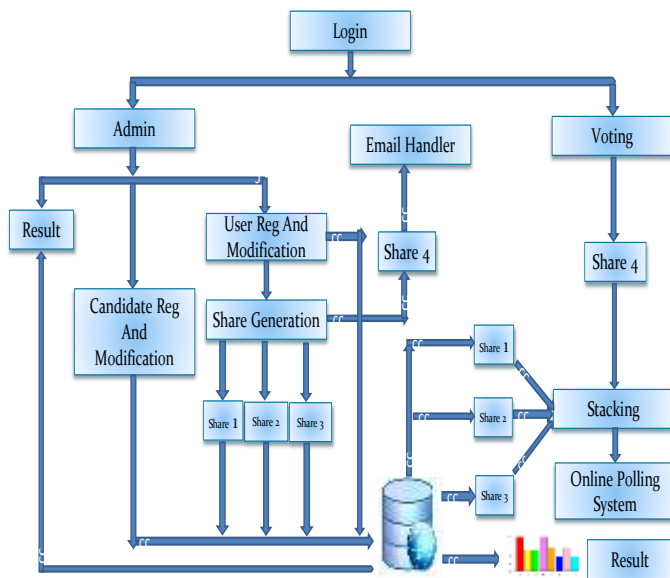 Login
Admin
Voting
Email Handler
Result
User Reg And
Modification
Share 4
Share 4
Candidate Reg
And
Modification
Share Generation
Share 1
Share 2
Share 3
Share 1
Share 2
Share 3
Stacking
Online Polling
System
Result